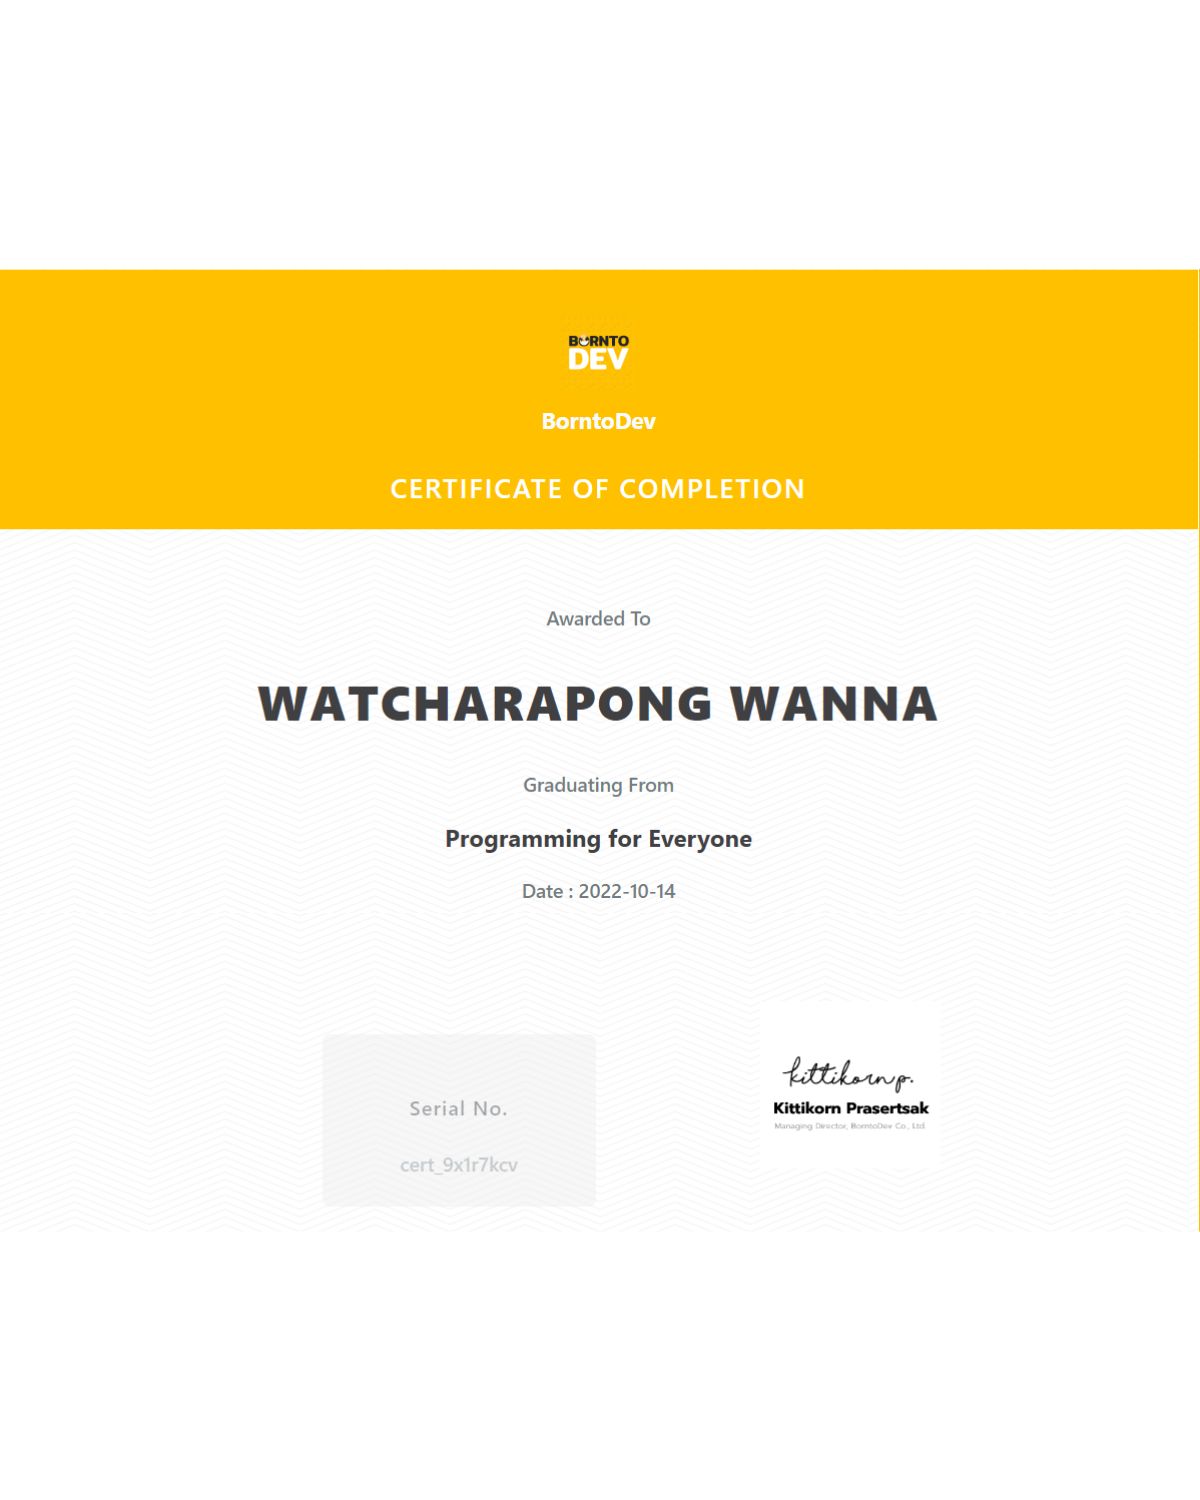 BORNTO
DEV
BorntoDev
CERTIFICATE OF COMPLETION
Awarded To
WATCHARAPONG WANNA
Graduating From
Programming for Everyone
Date : 2022-10-14
Serial No.
cert_9x1r7kcv
kittikorn p.
Kittikorn Prasertsak
Managing Director, BorntoDev Co., Ltd.